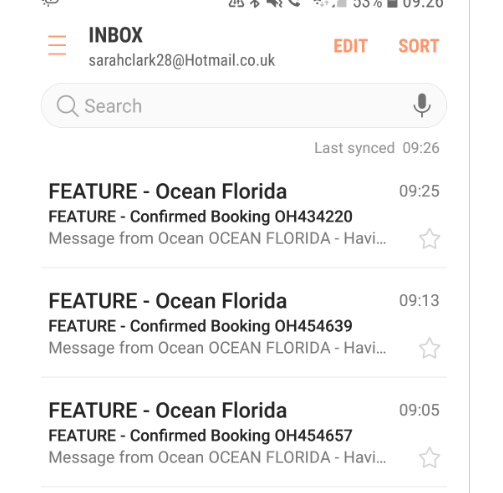 53% 09:26
INBOX
sarahclark28@Hotmail.co.uk
EDIT SORT
Search
Last synced 09:26
FEATURE - Ocean Florida 09:25
FEATURE - Confirmed Booking OH434220
Message from Ocean OCEAN FLORIDA - Havi...
FEATURE - Ocean Florida 09:13
FEATURE - Confirmed Booking OH454639
Message from Ocean OCEAN FLORIDA - Havi...
FEATURE - Ocean Florida 09:05
FEATURE - Confirmed Booking OH454657
Message from Ocean OCEAN FLORIDA - Havi...